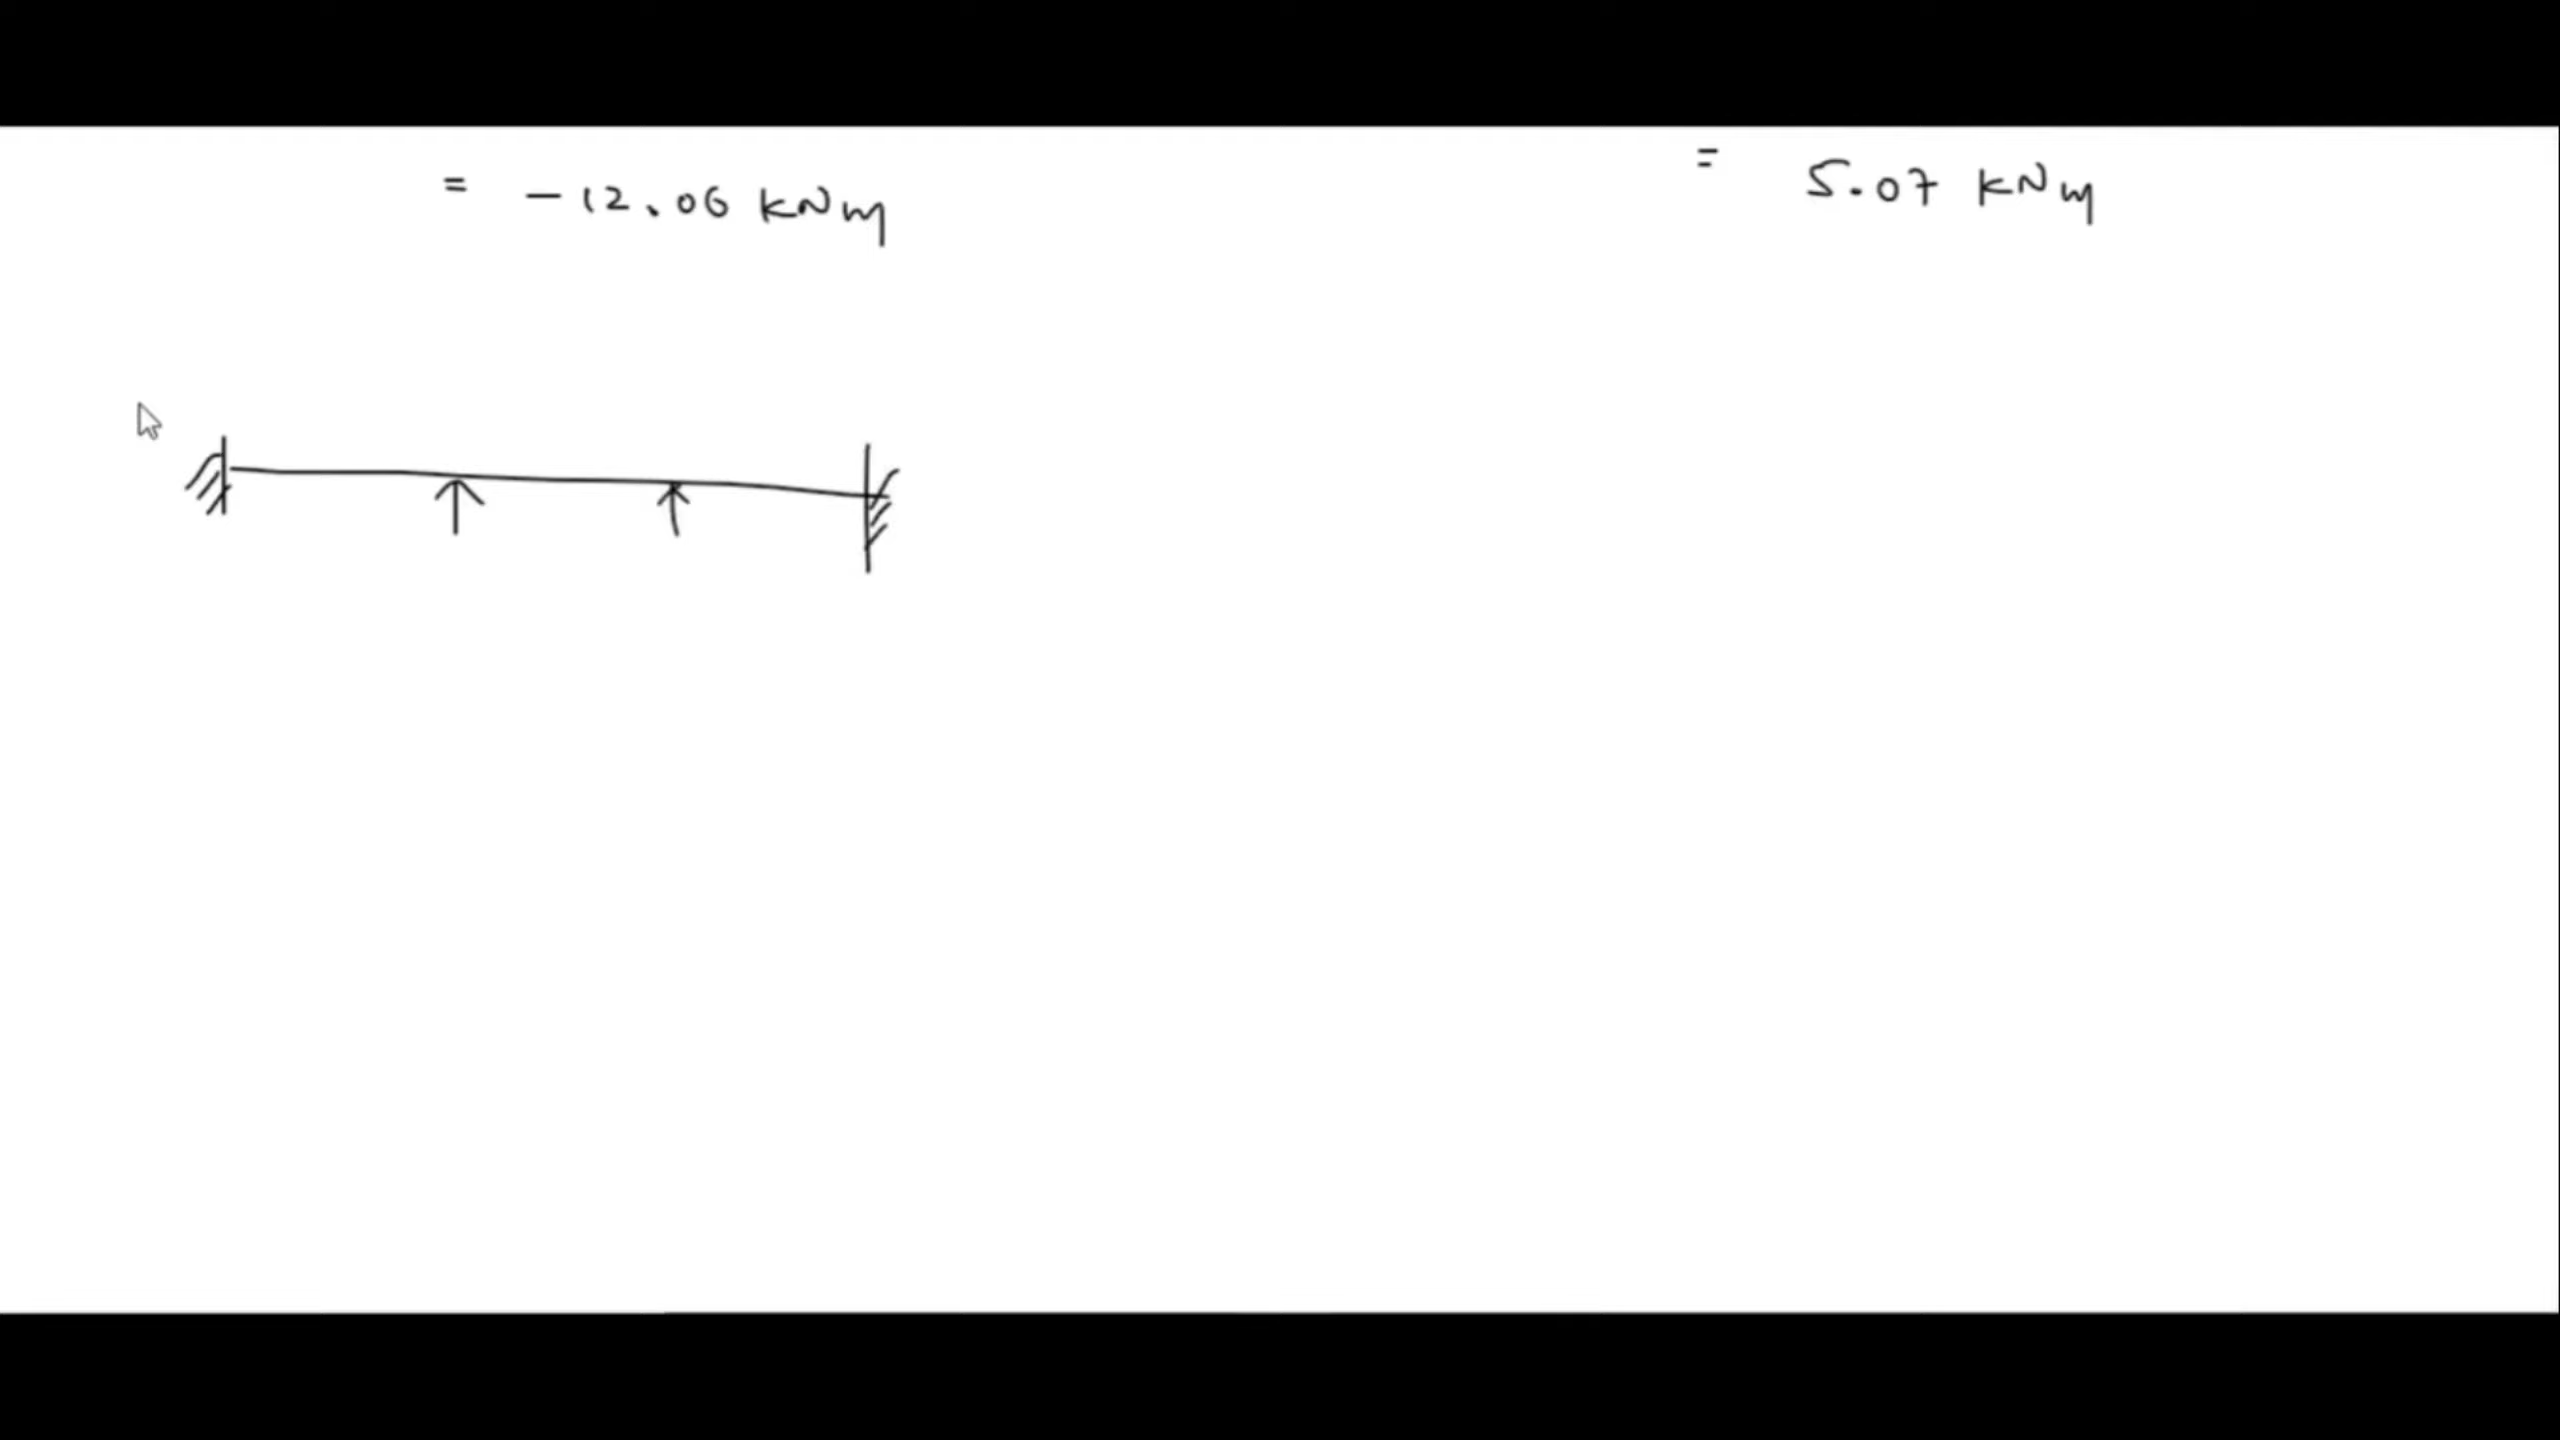 = -12.06 kNm
= 5.07 kNm